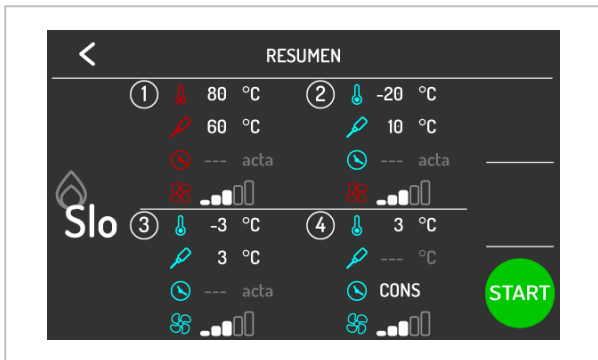 RESUMEN
1 80 °C
60 °C
--- acta
2 -20 °C
10 °C
--- acta
Slo
3 -3 °C
3 °C
--- acta
4 3 °C
--- °C
CONS
START